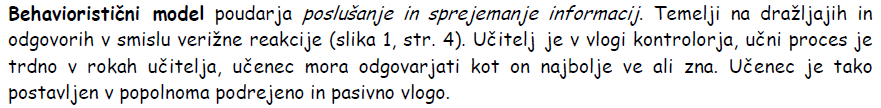 Behavioristični model poudarja poslušanje in sprejemanje informacij. Temelji na dražljajih in
odgovorih v smislu verižne reakcije (slika 1, str. 4). Učitelj je v vlogi kontrolorja, učni proces je
trdno v rokah učitelja, učenec mora odgovarjati kot on najbolje ve ali zna. Učenec je tako
postavljen v popolnoma podrejeno in pasivno vlogo.